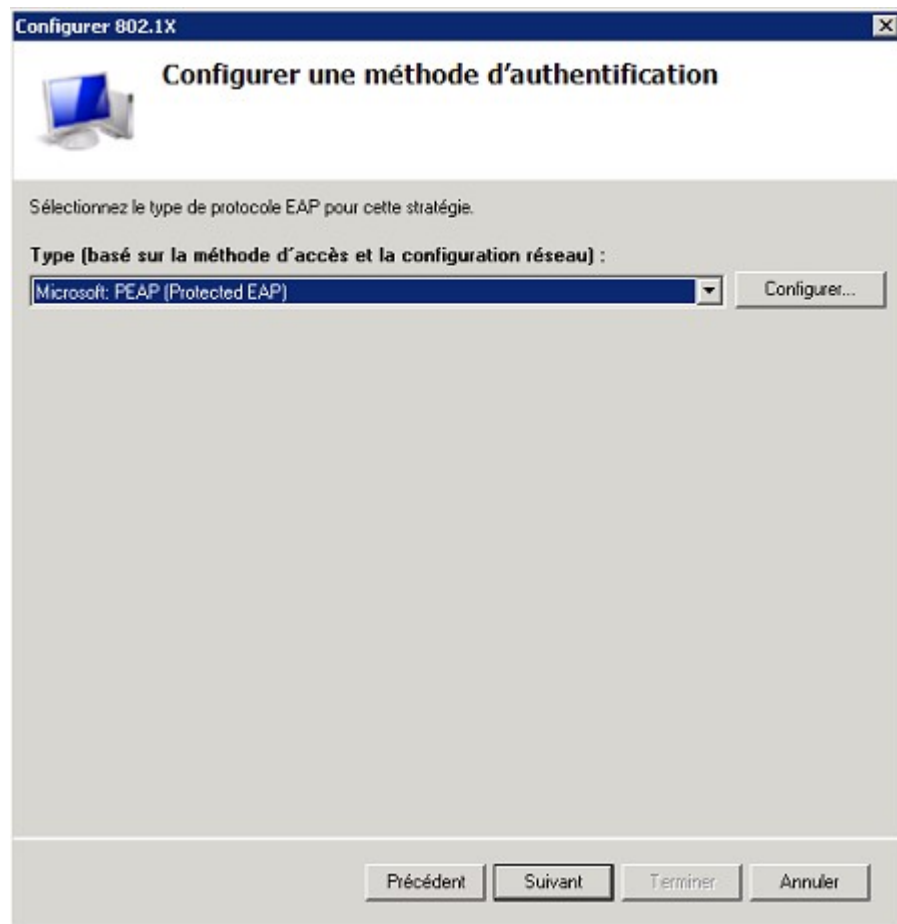 Configurer 802.1X
Configurer une méthode d'authentification
Sélectionnez le type de protocole EAP pour cette stratégie.
Type (basé sur la méthode d'accès et la configuration réseau) :
Microsoft: PEAP (Protected EAP)
Configurer...
Précédent
Suivant
Terminer
Annuler